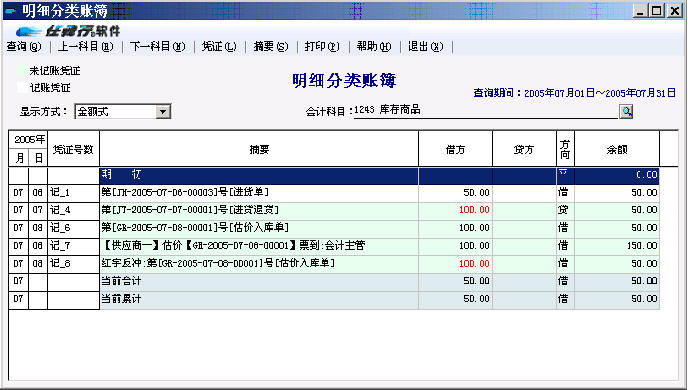 明细分类账簿
任我行软件
查询(Q) 上一科目(U) 下一科目(N) 凭证(L) 摘要(S) 打印(P) 帮助(H) 退出(X)
未记账凭证
记账凭证
明细分类账簿
查询期间：2005年07月01日～2005年07月31日
显示方式： 金额式
会计科目： 1243 库存商品
2005年 凭证号数 摘要 借方 贷方 方向 余额
月 日
期 初 平 0.00
07 06 记_1 第[JH-2005-07-06-00003]号[进货单] 50.00 借 50.00
07 07 记_4 第[JT-2005-07-07-00001]号[进货退货] 100.00 贷 50.00
07 08 记_6 第[GR-2005-07-08-00001]号[估价入库单] 100.00 借 50.00
07 08 记_7 【供应商一】估价【GR-2005-07-08-00001】票到:会计主管 100.00 借 150.00
07 08 记_8 红字反冲:第[GR-2005-07-08-00001]号[估价入库单] 100.00 借 50.00
07 当前合计 50.00 借 50.00
07 当前累计 50.00 借 50.00